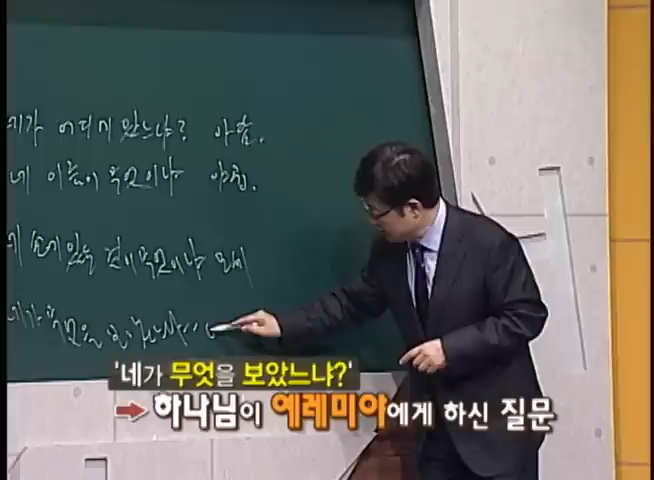 네가 어디에 있느냐? 아담.
네 이름이 무엇이냐 야곱.
네 손에 있는 것이 무엇이냐 모세
네가 무엇을 보았느냐
'네가 무엇을 보았느냐?'
➡ 하나님이 예레미야에게 하신 질문